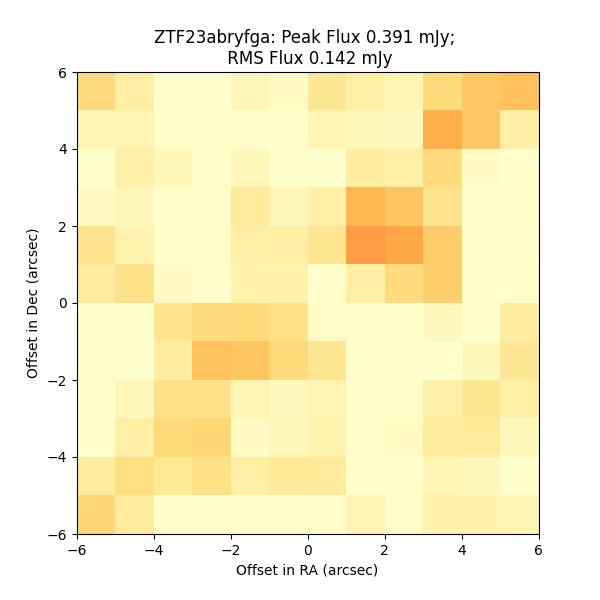 ZTF23abryfga: Peak Flux 0.391 mJy;
RMS Flux 0.142 mJy
6
4
2
0
−2
−4
−6
Offset in Dec (arcsec)
−6 −4 −2 0 2 4 6
Offset in RA (arcsec)